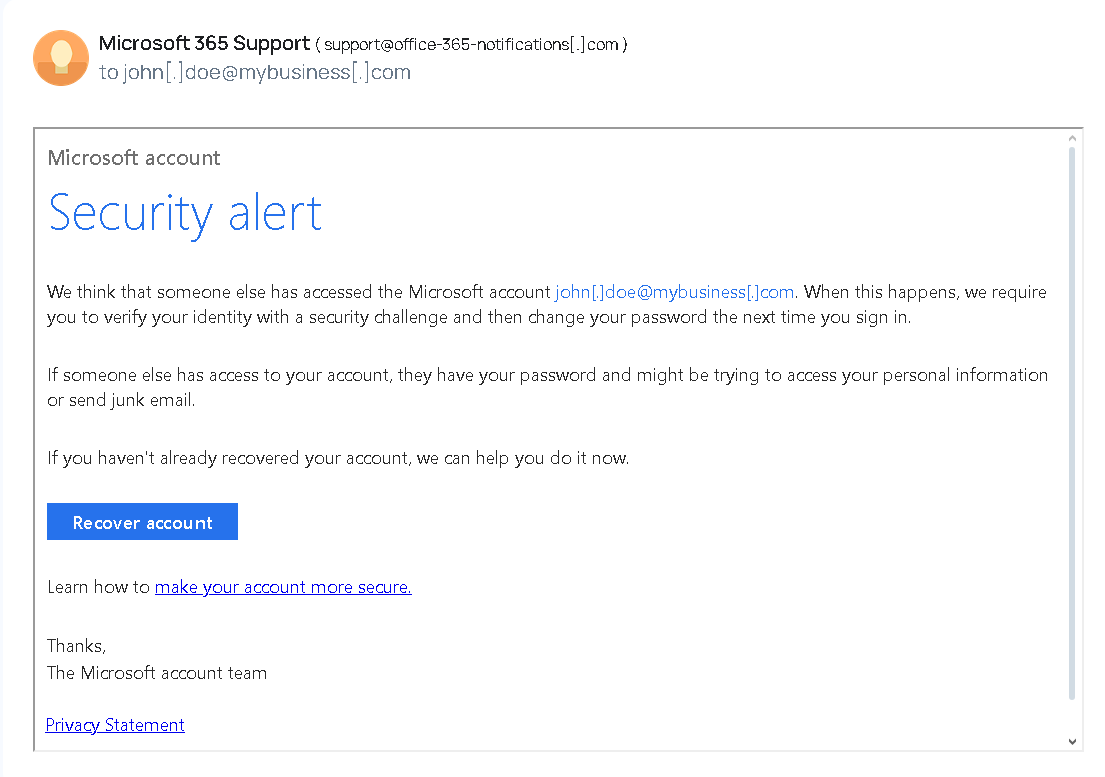 Microsoft 365 Support ( support@office-365-notifications[.]com )
to john[.]doe@mybusiness[.]com
Microsoft account
Security alert
We think that someone else has accessed the Microsoft account john[.]doe@mybusiness[.]com. When this happens, we require
you to verify your identity with a security challenge and then change your password the next time you sign in.
If someone else has access to your account, they have your password and might be trying to access your personal information
or send junk email.
If you haven't already recovered your account, we can help you do it now.
Recover account
Learn how to make your account more secure.
Thanks,
The Microsoft account team
Privacy Statement